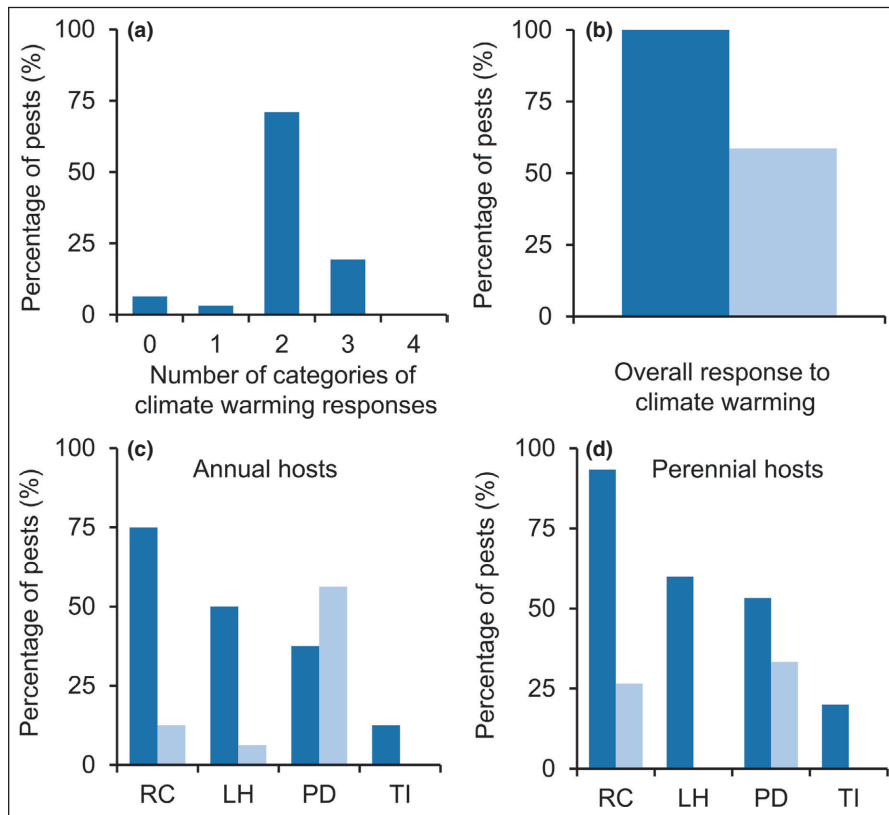 (a)
Percentage of pests (%)
100
75
50
25
0
0 1 2 3 4
Number of categories of
climate warming responses
(b)
Percentage of pests (%)
100
75
50
25
0
Overall response to
climate warming
(c)
Annual hosts
Percentage of pests (%)
100
75
50
25
0
RC LH PD TI
(d)
Perennial hosts
Percentage of pests (%)
100
75
50
25
0
RC LH PD TI